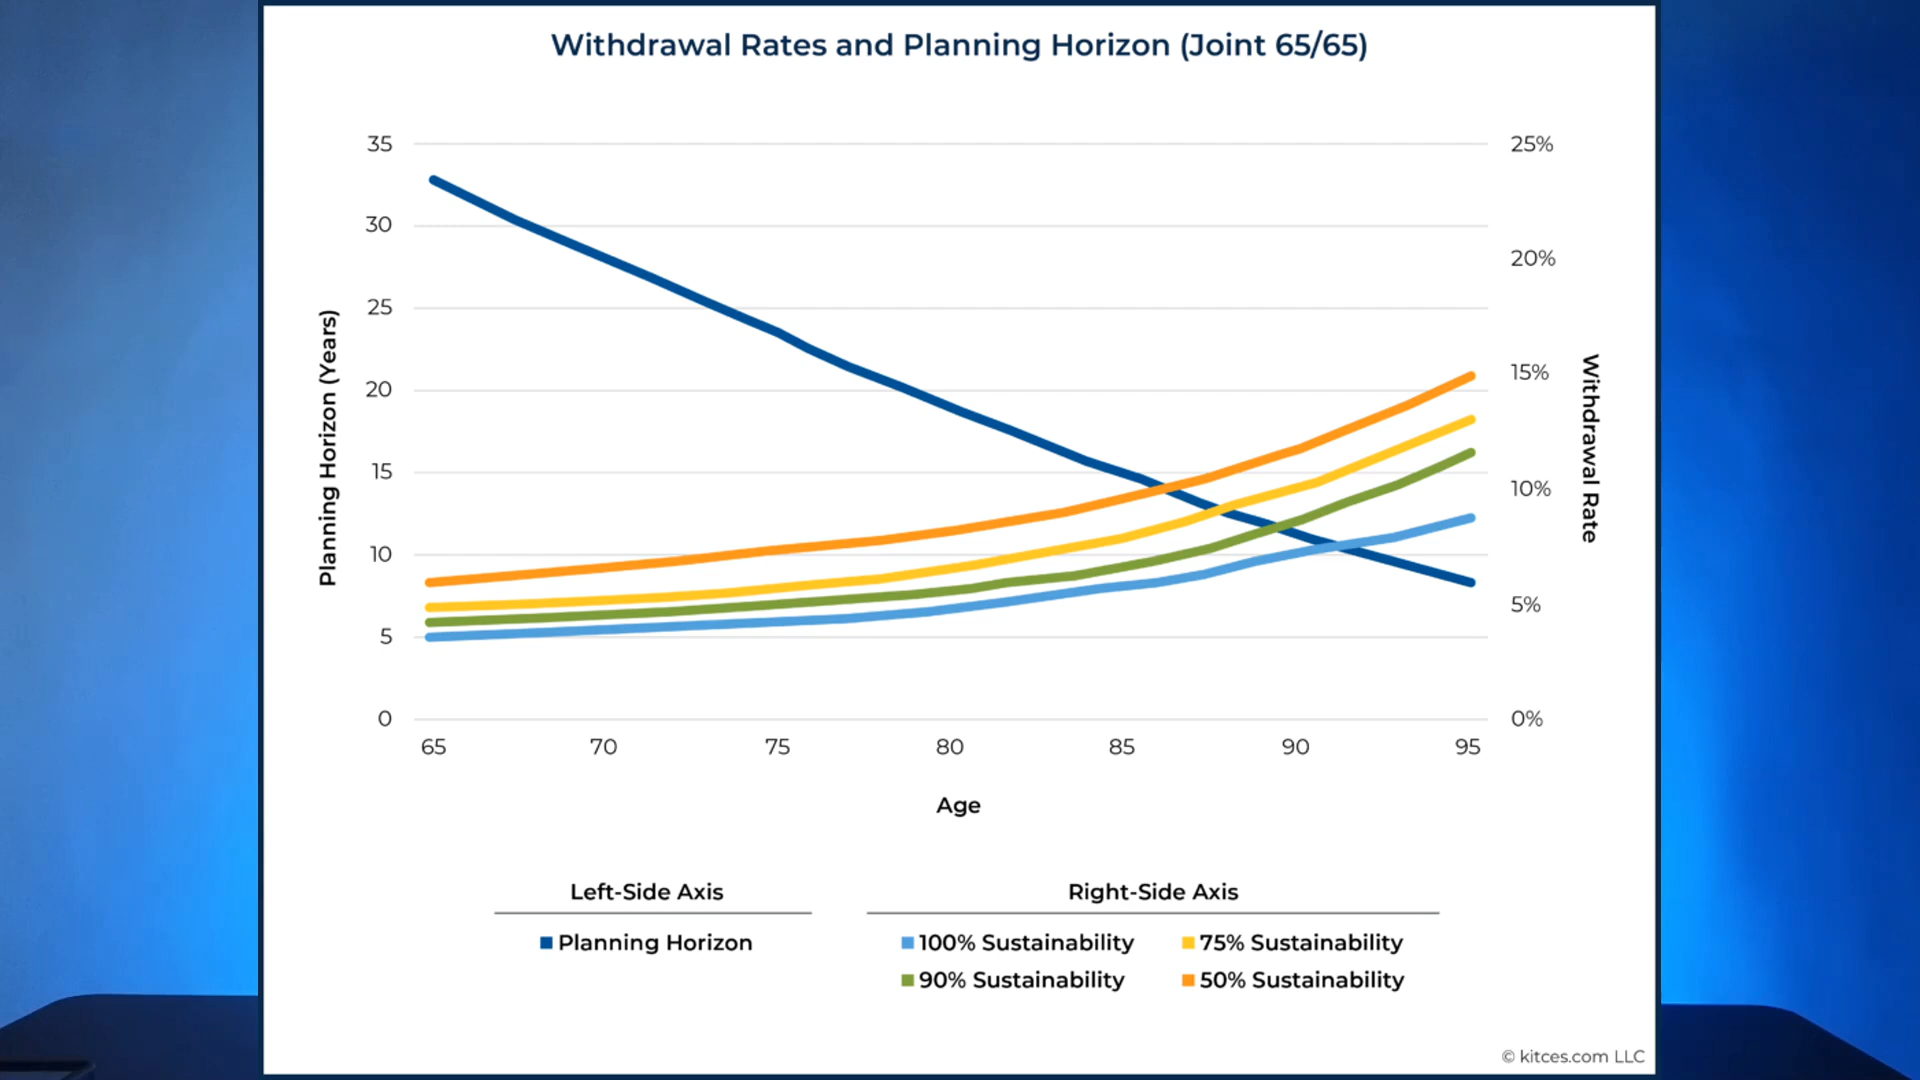 Withdrawal Rates and Planning Horizon (Joint 65/65)
35
30
25
20
15
10
5
0
Planning Horizon (Years)
25%
20%
15%
10%
5%
0%
Withdrawal Rate
65 70 75 80 85 90 95
Age
Left-Side Axis
Planning Horizon
Right-Side Axis
100% Sustainability 75% Sustainability
90% Sustainability 50% Sustainability
© kitces.com LLC